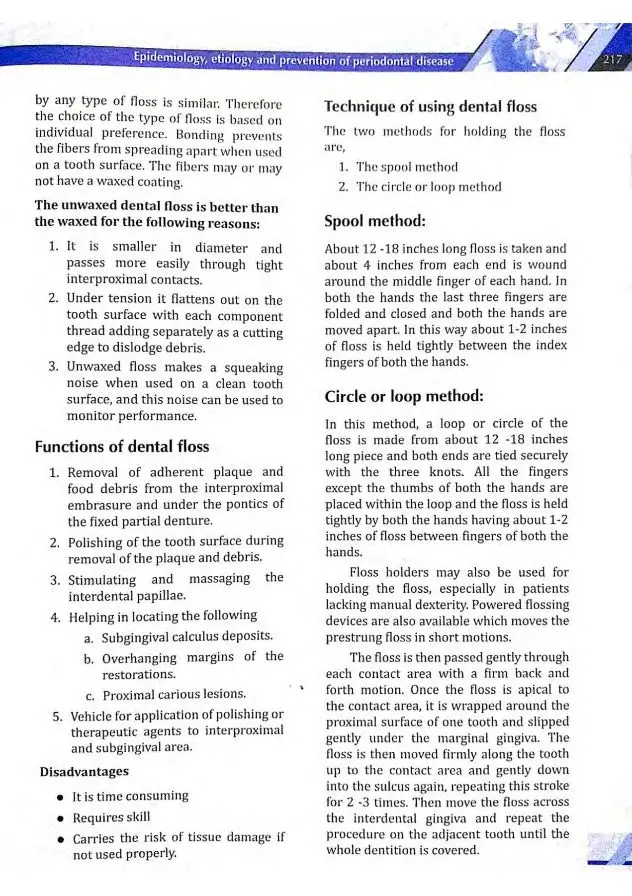 Epidemiology, etiology and prevention of periodontal disease
217
by any type of floss is similar. Therefore
the choice of the type of floss is based on
individual preference. Bonding prevents
the fibers from spreading apart when used
on a tooth surface. The fibers may or may
not have a waxed coating.
The unwaxed dental floss is better than
the waxed for the following reasons:
1. It is smaller in diameter and
passes more easily through tight
interproximal contacts.
2. Under tension it flattens out on the
tooth surface with each component
thread adding separately as a cutting
edge to dislodge debris.
3. Unwaxed floss makes a squeaking
noise when used on a clean tooth
surface, and this noise can be used to
monitor performance.
Functions of dental floss
1. Removal of adherent plaque and
food debris from the interproximal
embrasure and under the pontics of
the fixed partial denture.
2. Polishing of the tooth surface during
removal of the plaque and debris.
3. Stimulating and massaging the
interdental papillae.
4. Helping in locating the following
a. Subgingival calculus deposits.
b. Overhanging margins of the
restorations.
c. Proximal carious lesions.
5. Vehicle for application of polishing or
therapeutic agents to interproximal
and subgingival area.
Disadvantages
• It is time consuming
• Requires skill
• Carries the risk of tissue damage if
not used properly.
Technique of using dental floss
The two methods for holding the floss
are,
1. The spool method
2. The circle or loop method
Spool method:
About 12 -18 inches long floss is taken and
about 4 inches from each end is wound
around the middle finger of each hand. In
both the hands the last three fingers are
folded and closed and both the hands are
moved apart. In this way about 1-2 inches
of floss is held tightly between the index
fingers of both the hands.
Circle or loop method:
In this method, a loop or circle of the
floss is made from about 12 -18 inches
long piece and both ends are tied securely
with the three knots. All the fingers
except the thumbs of both the hands are
placed within the loop and the floss is held
tightly by both the hands having about 1-2
inches of floss between fingers of both the
hands.
Floss holders may also be used for
holding the floss, especially in patients
lacking manual dexterity. Powered flossing
devices are also available which moves the
prestrung floss in short motions.
The floss is then passed gently through
each contact area with a firm back and
forth motion. Once the floss is apical to
the contact area, it is wrapped around the
proximal surface of one tooth and slipped
gently under the marginal gingiva. The
floss is then moved firmly along the tooth
up to the contact area and gently down
into the sulcus again, repeating this stroke
for 2 -3 times. Then move the floss across
the interdental gingiva and repeat the
procedure on the adjacent tooth until the
whole dentition is covered.